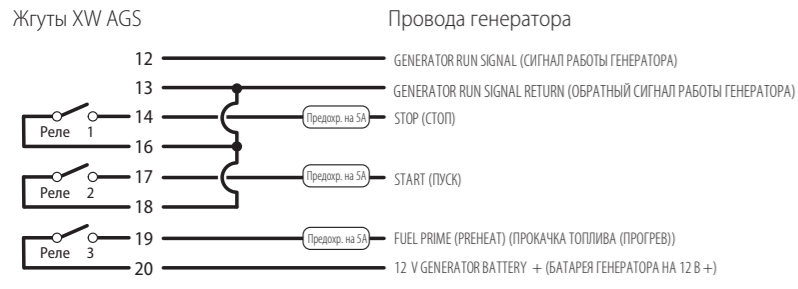 Жгуты XW AGS
Провода генератора
12 GENERATOR RUN SIGNAL (СИГНАЛ РАБОТЫ ГЕНЕРАТОРА)
13 GENERATOR RUN SIGNAL RETURN (ОБРАТНЫЙ СИГНАЛ РАБОТЫ ГЕНЕРАТОРА)
14 Предохр. на 5А STOP (СТОП)
Реле 1
16
17 Предохр. на 5А START (ПУСК)
Реле 2
18
19 Предохр. на 5А FUEL PRIME (PREHEAT) (ПРОКАЧКА ТОПЛИВА (ПРОГРЕВ))
Реле 3
20 12 V GENERATOR BATTERY + (БАТАРЕЯ ГЕНЕРАТОРА НА 12 В +)